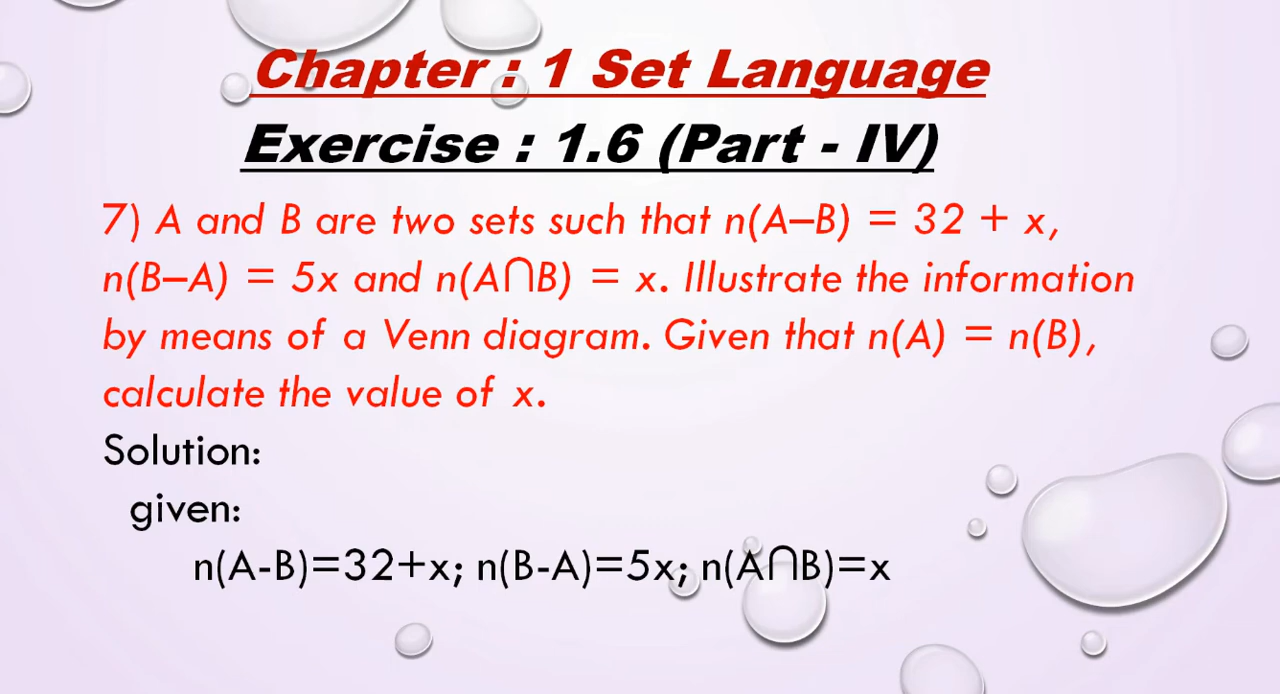 Chapter : 1 Set Language
Exercise : 1.6 (Part - IV)
7) A and B are two sets such that n(A–B) = 32 + x,
n(B–A) = 5x and n(A∩B) = x. Illustrate the information
by means of a Venn diagram. Given that n(A) = n(B),
calculate the value of x.
Solution:
given:
n(A-B)=32+x; n(B-A)=5x; n(A∩B)=x